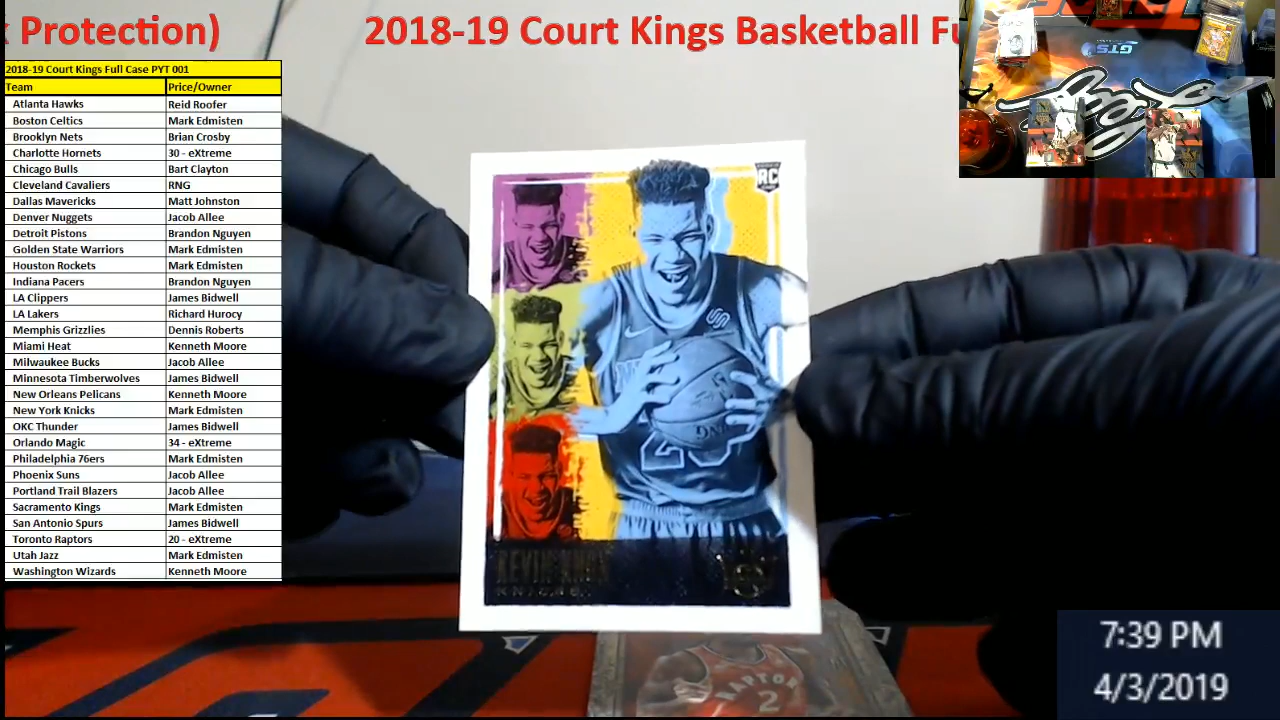 k Protection)
2018-19 Court Kings Basketball Fu
2018-19 Court Kings Full Case PYT 001
Team Price/Owner
Atlanta Hawks Reid Roofer
Boston Celtics Mark Edmisten
Brooklyn Nets Brian Crosby
Charlotte Hornets 30 - eXtreme
Chicago Bulls Bart Clayton
Cleveland Cavaliers RNG
Dallas Mavericks Matt Johnston
Denver Nuggets Jacob Allee
Detroit Pistons Brandon Nguyen
Golden State Warriors Mark Edmisten
Houston Rockets Mark Edmisten
Indiana Pacers Brandon Nguyen
LA Clippers James Bidwell
LA Lakers Richard Hurocy
Memphis Grizzlies Dennis Roberts
Miami Heat Kenneth Moore
Milwaukee Bucks Jacob Allee
Minnesota Timberwolves James Bidwell
New Orleans Pelicans Kenneth Moore
New York Knicks Mark Edmisten
OKC Thunder James Bidwell
Orlando Magic 34 - eXtreme
Philadelphia 76ers Mark Edmisten
Phoenix Suns Jacob Allee
Portland Trail Blazers Jacob Allee
Sacramento Kings Mark Edmisten
San Antonio Spurs James Bidwell
Toronto Raptors 20 - eXtreme
Utah Jazz Mark Edmisten
Washington Wizards Kenneth Moore
RC
KEVIN KNOX
RAPTOR
2
GTS
7:39 PM
4/3/2019